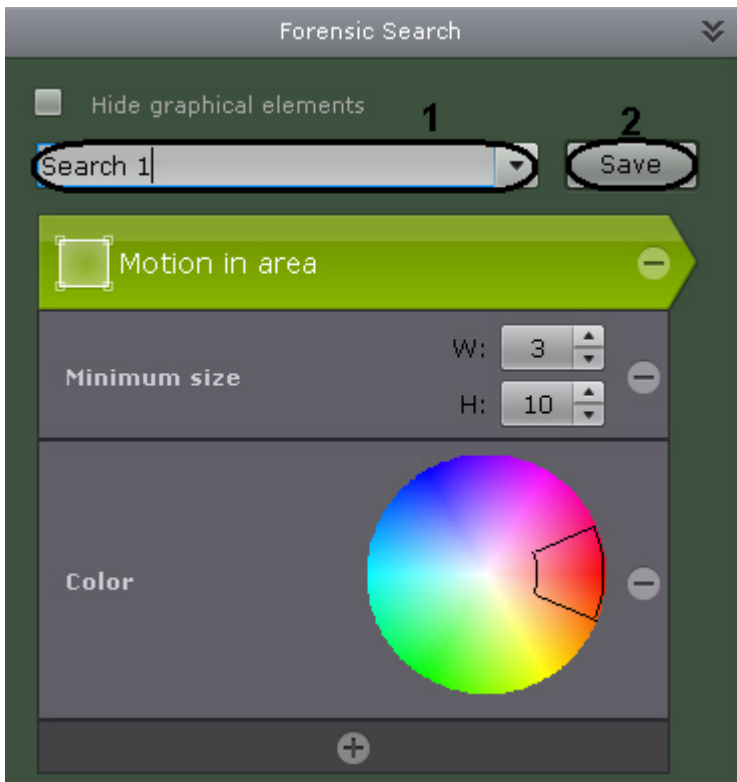 Forensic Search
Hide graphical elements
1
2
Search 1
Save
Motion in area
Minimum size
W: 3
H: 10
Color